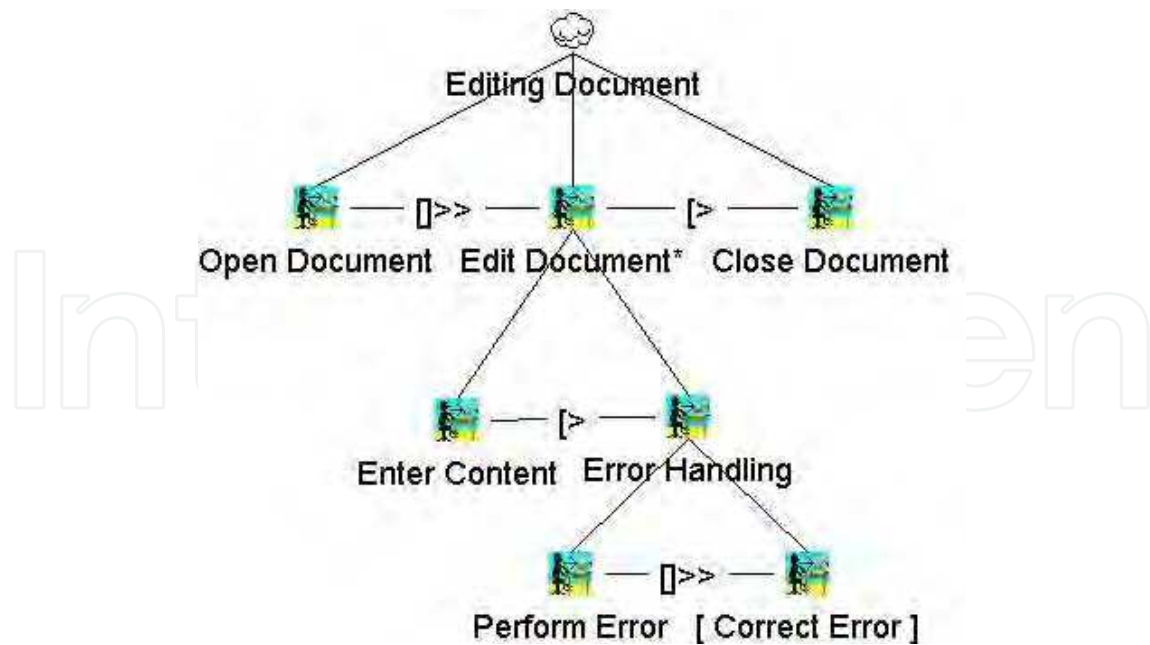 Editing Document
Open Document []>> Edit Document* [> Close Document
Enter Content [> Error Handling
Perform Error []>> [ Correct Error ]